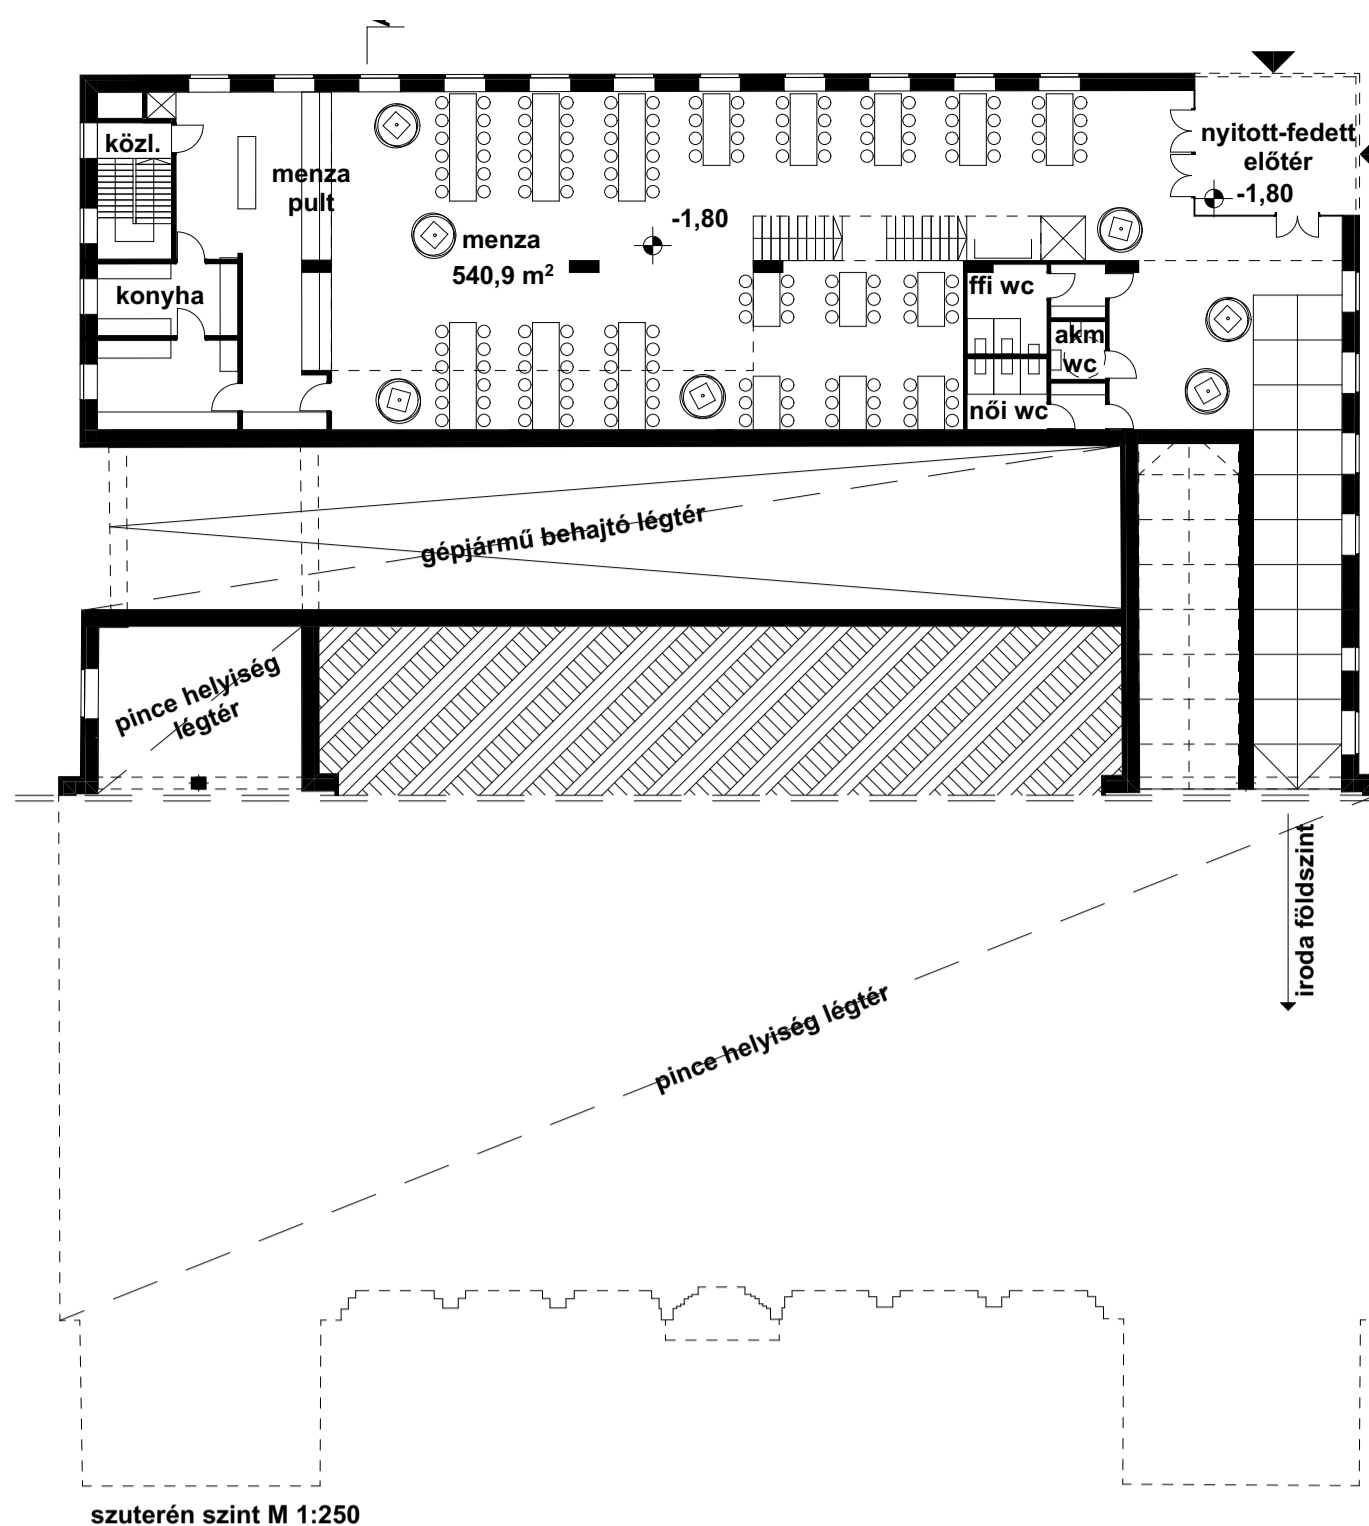 közl.
menza
pult
nyitott-fedett
előtér
-1,80
-1,80
menza
540,9 m²
konyha
ffi wc
akm
wc
női wc
gépjármű behajtó légtér
pince helyiség
légtér
iroda földszint
pince helyiség légtér
szuterén szint M 1:250